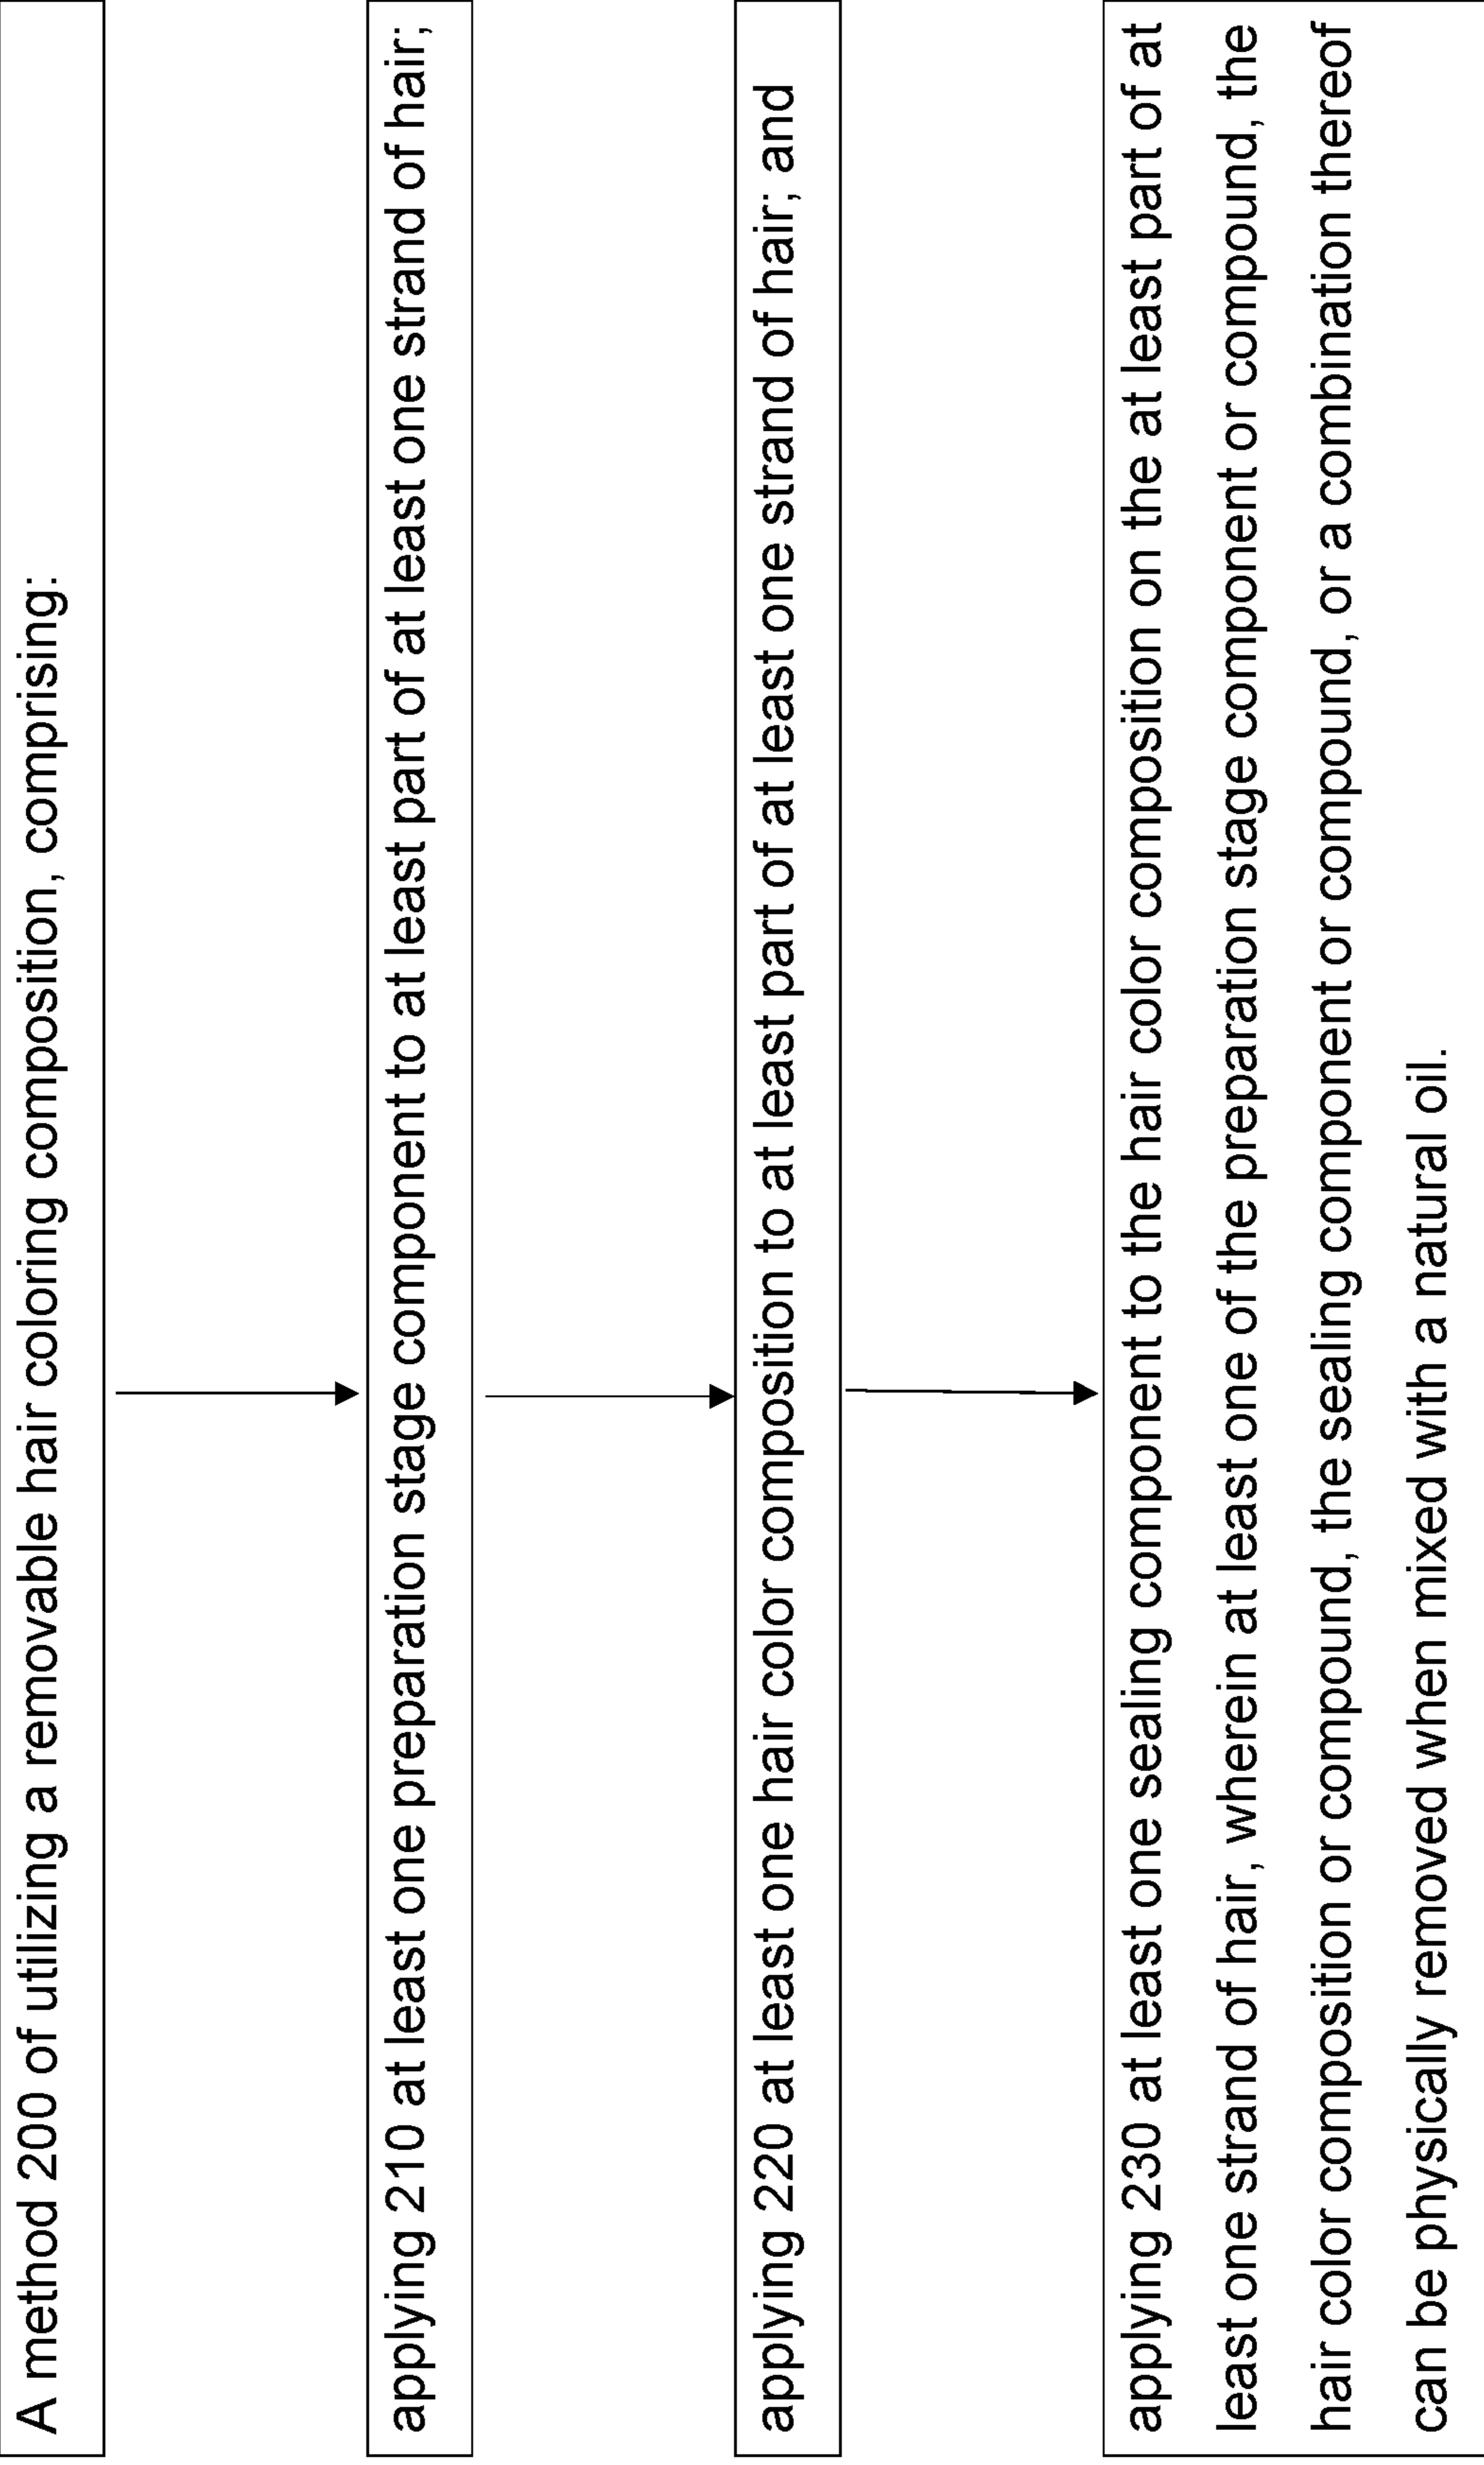 A method 200 of utilizing a removable hair coloring composition, comprising:
applying 210 at least one preparation stage component to at least part of at least one strand of hair;
applying 220 at least one hair color composition to at least part of at least one strand of hair; and
applying 230 at least one sealing component to the hair color composition on the at least part of at
least one strand of hair, wherein at least one of the preparation stage component or compound, the
hair color composition or compound, the sealing component or compound, or a combination thereof
can be physically removed when mixed with a natural oil.